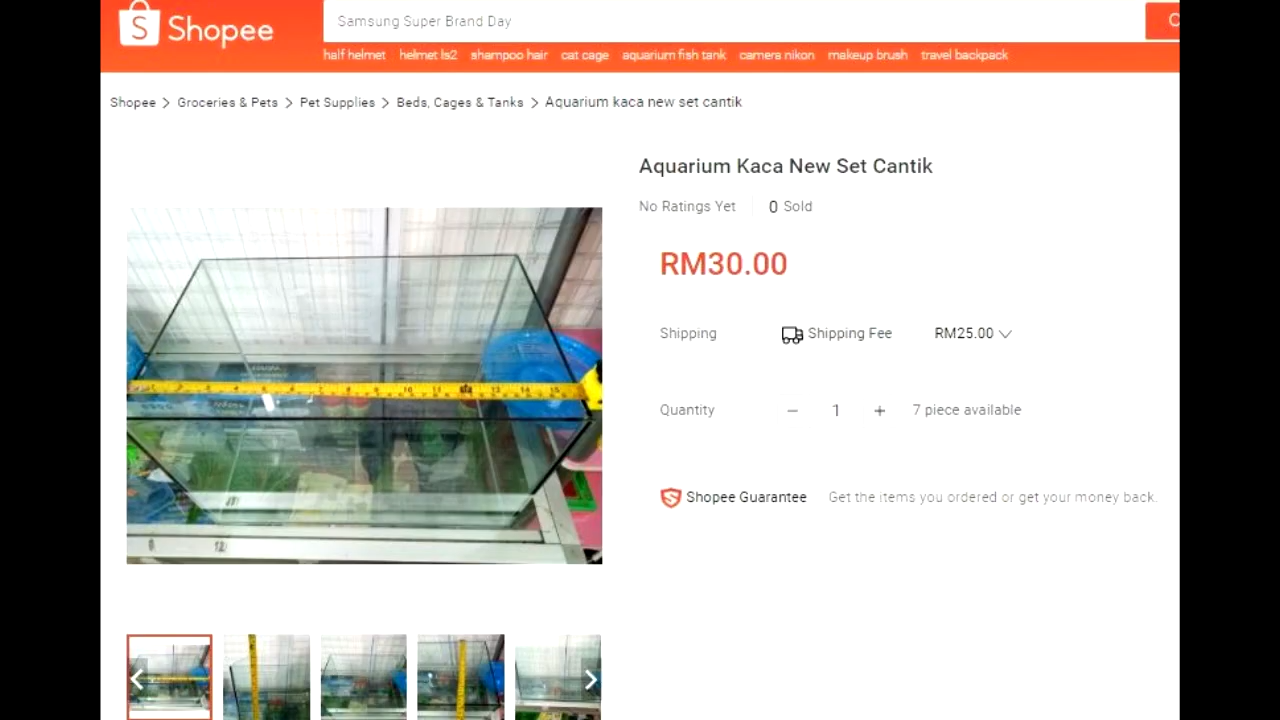 Shopee
Samsung Super Brand Day
half helmet helmet ls2 shampoo hair cat cage aquarium fish tank camera nikon makeup brush travel backpack
Shopee > Groceries & Pets > Pet Supplies > Beds, Cages & Tanks > Aquarium kaca new set cantik
Aquarium Kaca New Set Cantik
No Ratings Yet 0 Sold
RM30.00
Shipping Shipping Fee RM25.00
Quantity − 1 + 7 piece available
Shopee Guarantee Get the items you ordered or get your money back.